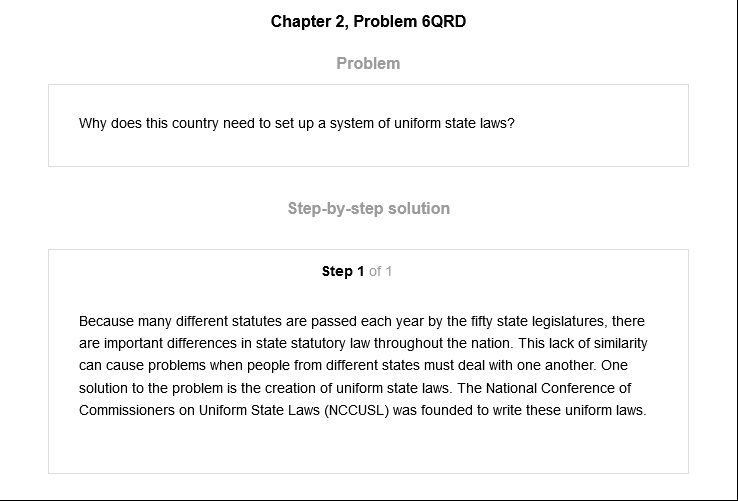 Chapter 2, Problem 6QRD
Problem
Why does this country need to set up a system of uniform state laws?
Step-by-step solution
Step 1 of 1
Because many different statutes are passed each year by the fifty state legislatures, there
are important differences in state statutory law throughout the nation. This lack of similarity
can cause problems when people from different states must deal with one another. One
solution to the problem is the creation of uniform state laws. The National Conference of
Commissioners on Uniform State Laws (NCCUSL) was founded to write these uniform laws.